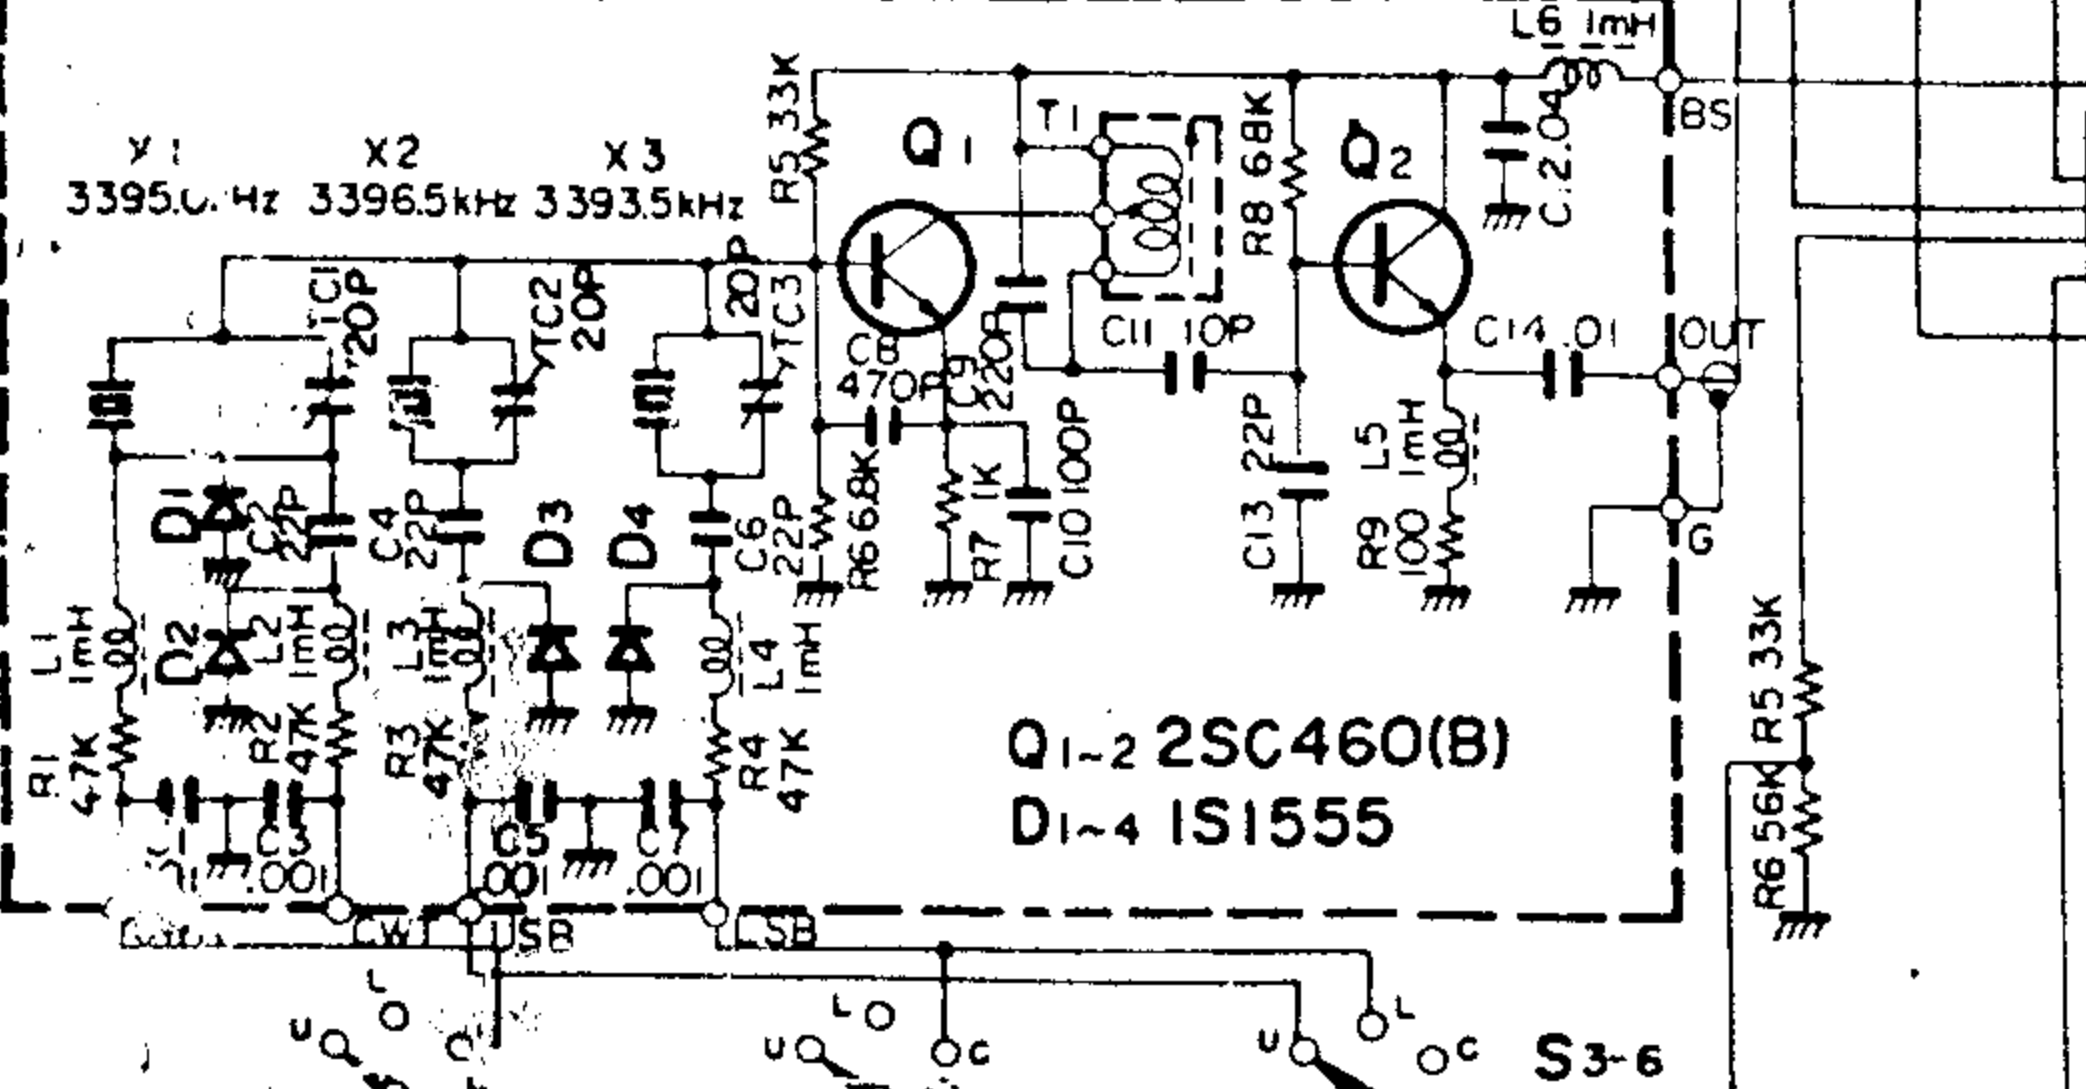 L6 1mH
BS
C12 .04
T1
R5 33K
Q1
R8 68K
Q2
X1
X2
X3
3396.5kHz
3393.5kHz
TC1
20P
TC2
20P
20P
TC3
C8
470P
C9
220P
C11 10P
C14 .01
OUT
D1
C2
22P
C4
22P
D3
D4
C6
22P
R6 6.8K
R7 1K
C10 100P
C13 22P
L5
1mH
R9
100
G
L1
1mH
D2
L2
1mH
L3
1mH
L4
1mH
R1
47K
R2
47K
R3
47K
R4
47K
R5 33K
R6 56K
Q1~2 2SC460(B)
D1~4 1S1555
C3
.001
C5
.001
C7
.001
USB
LSB
L
U
L
U
C
L
U
C
S3-6